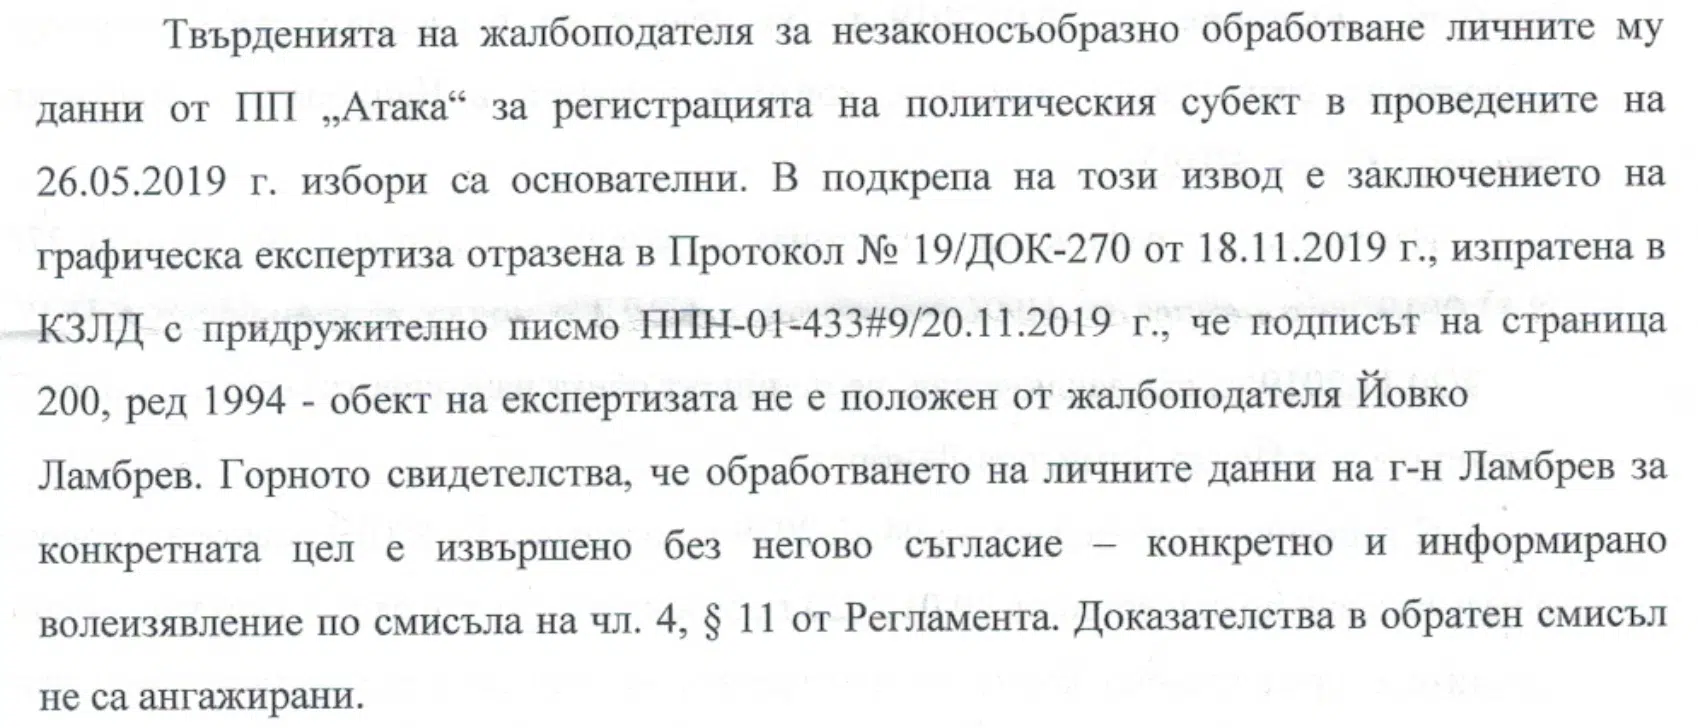 Твърденията на жалбоподателя за незаконосъобразно обработване личните му
данни от ПП „Атака“ за регистрацията на политическия субект в проведените на
26.05.2019 г. избори са основателни. В подкрепа на този извод е заключението на
графическа експертиза отразена в Протокол № 19/ДОК-270 от 18.11.2019 г., изпратена в
КЗЛД с придружително писмо ППН-01-433#9/20.11.2019 г., че подписът на страница
200, ред 1994 - обект на експертизата не е положен от жалбоподателя Йовко
Ламбрев. Горното свидетелства, че обработването на личните данни на г-н Ламбрев за
конкретната цел е извършено без негово съгласие – конкретно и информирано
волеизявление по смисъла на чл. 4, § 11 от Регламента. Доказателства в обратен смисъл
не са ангажирани.